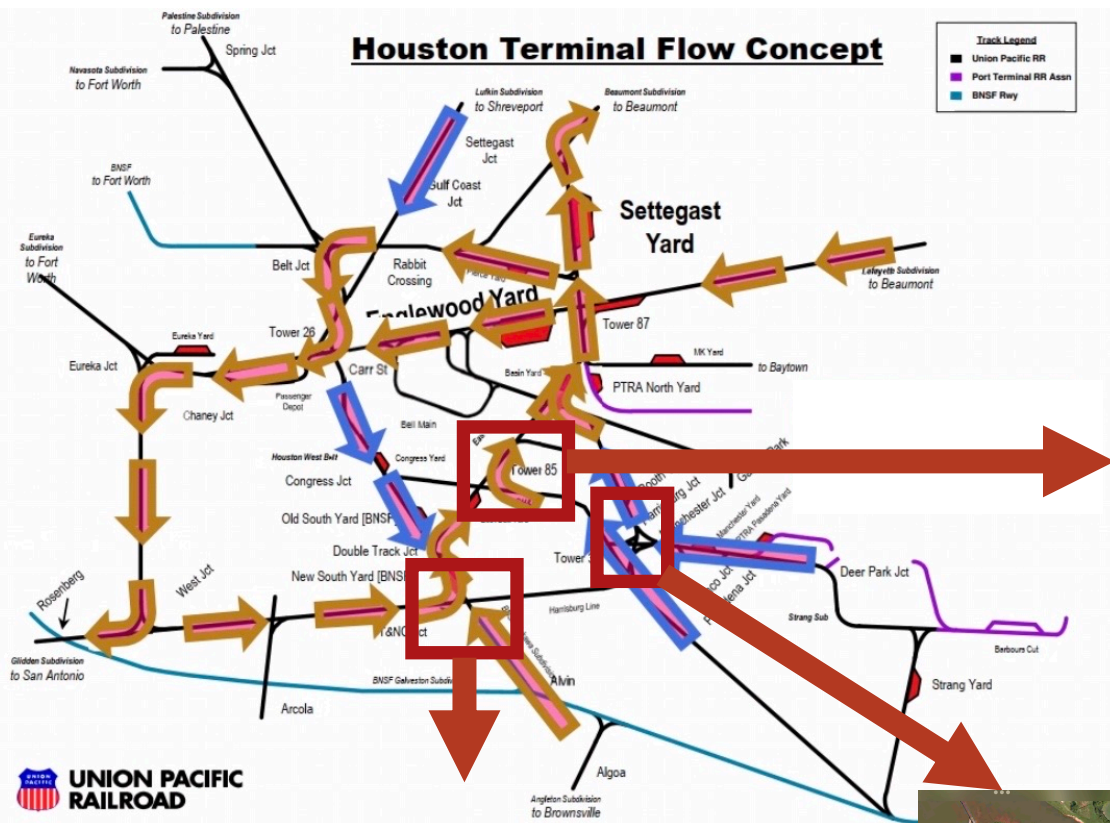 Houston Terminal Flow Concept
Track Legend
Union Pacific RR
Port Terminal RR Assn
BNSF Rwy
Palestine Subdivision
to Palestine
Spring Jct
Navasota Subdivision
to Fort Worth
Lufkin Subdivision
to Shreveport
Beaumont Subdivision
to Beaumont
Settegast
Jct
Gulf Coast
Jct
Settegast
Yard
BNSF
to Fort Worth
Eureka
Subdivision
to Fort
Worth
Belt Jct
Rabbit
Crossing
Lafayette Subdivision
to Beaumont
Englewood Yard
Tower 26
Tower 87
Eureka Yard
Eureka Jct
Carr St
Basin Yard
MK Yard
to Baytown
PTRA North Yard
Passenger
Depot
Chaney Jct
Bell Main
Houston West Belt
Congress Yard
Congress Jct
Tower 85
Park
Booth
Manchester Yard
PTRA Pasadena Yard
Old South Yard [BNSF]
Double Track Jct
Tower
New South Yard [BNSF
Deer Park Jct
West Jct
Rosenberg
Harrisburg Line
Strang Sub
Barbours Cut
Glidden Subdivision
to San Antonio
BNSF Galveston
Alvin
Strang Yard
Arcola
Algoa
Angleton Subdivision
to Brownsville
UNION
PACIFIC
UNION PACIFIC
RAILROAD